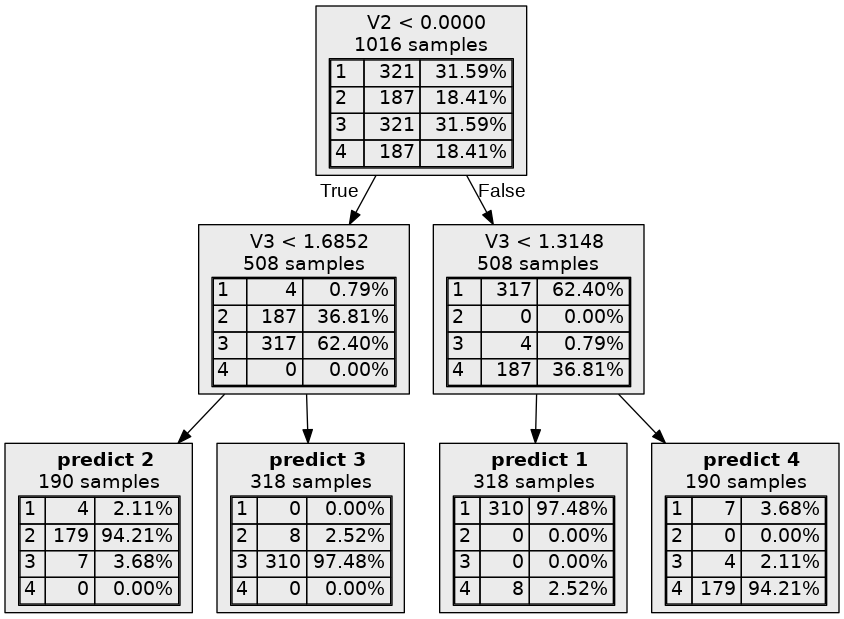 V2 < 0.0000
1016 samples
1 321 31.59%
2 187 18.41%
3 321 31.59%
4 187 18.41%
True
False
V3 < 1.6852
508 samples
1 4 0.79%
2 187 36.81%
3 317 62.40%
4 0 0.00%
V3 < 1.3148
508 samples
1 317 62.40%
2 0 0.00%
3 4 0.79%
4 187 36.81%
predict 2
190 samples
1 4 2.11%
2 179 94.21%
3 7 3.68%
4 0 0.00%
predict 3
318 samples
1 0 0.00%
2 8 2.52%
3 310 97.48%
4 0 0.00%
predict 1
318 samples
1 310 97.48%
2 0 0.00%
3 0 0.00%
4 8 2.52%
predict 4
190 samples
1 7 3.68%
2 0 0.00%
3 4 2.11%
4 179 94.21%